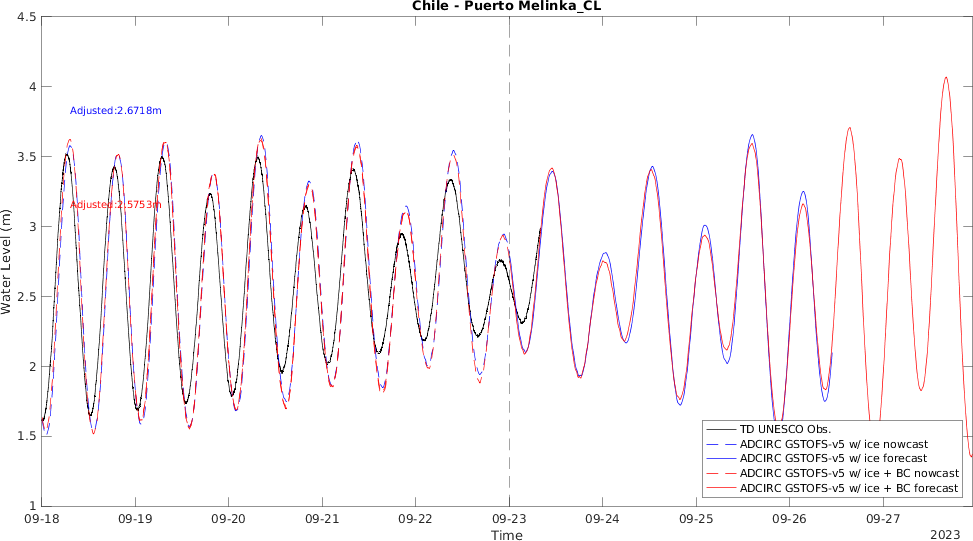 Chile - Puerto Melinka_CL
4.5
4
3.5
3
2.5
2
1.5
1
Water Level (m)
Adjusted:2.6718m
Adjusted:2.5753m
TD UNESCO Obs.
ADCIRC GSTOFS-v5 w/ ice nowcast
ADCIRC GSTOFS-v5 w/ ice forecast
ADCIRC GSTOFS-v5 w/ ice + BC nowcast
ADCIRC GSTOFS-v5 w/ ice + BC forecast
09-18 09-19 09-20 09-21 09-22 09-23 09-24 09-25 09-26 09-27
Time
2023